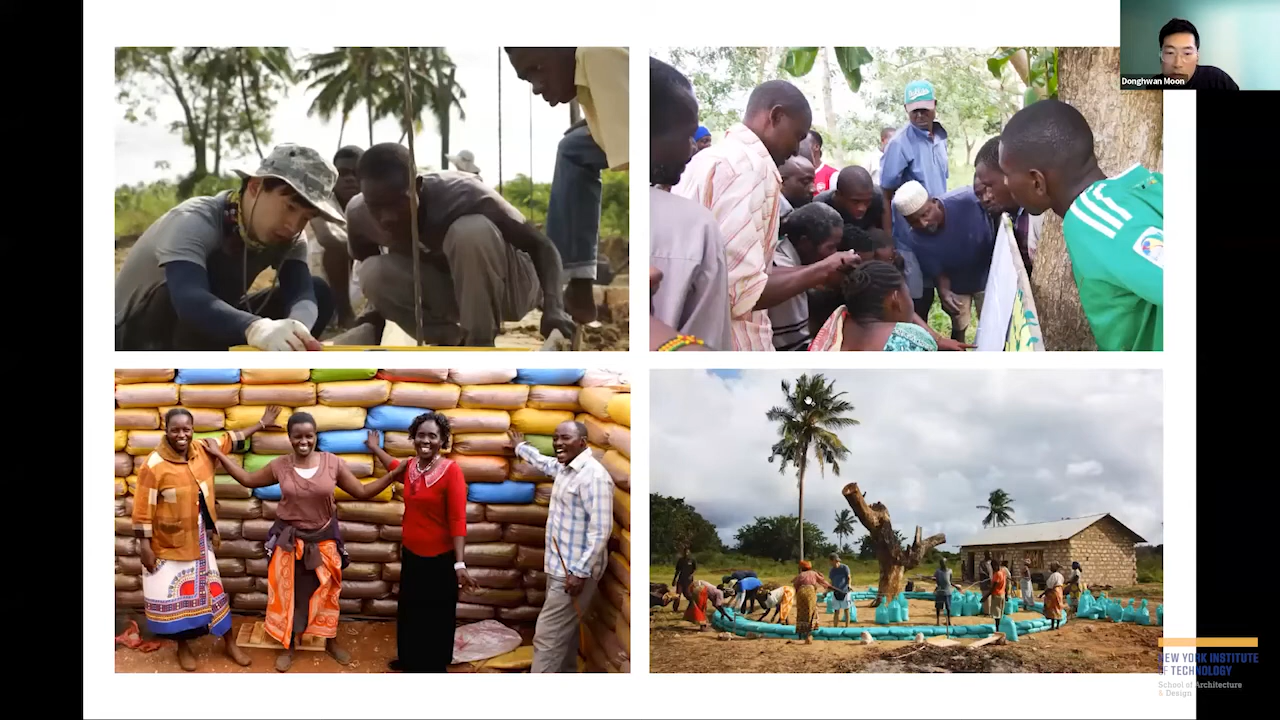 Donghwan Moon
NEW YORK INSTITUTE
OF TECHNOLOGY
School of Architecture
& Design